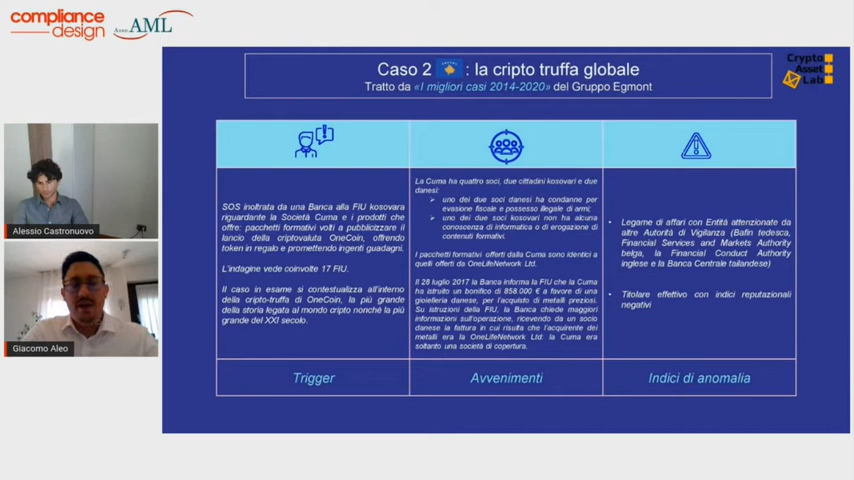 compliance
design
Assoc. AML
Caso 2 : la cripto truffa globale
Tratto da «I migliori casi 2014-2020» del Gruppo Egmont
Crypto
Asset
Lab
SOS inoltrata da una Banca alla FIU kosovara
riguardante la Società Cuma e i prodotti che
offre: pacchetti formativi volti a pubblicizzare il
lancio della criptovaluta OneCoin, offrendo
token in regalo e promettendo ingenti guadagni.
L'indagine vede coinvolte 17 FIU.
Il caso in esame si contestualizza all'interno
della cripto-truffa di OneCoin, la più grande
della storia legata al mondo cripto nonché la più
grande del XXI secolo.
La Cuma ha quattro soci, due cittadini kosovari e due
danesi:
uno dei due soci danesi ha condanne per
evasione fiscale e possesso illegale di armi;
uno dei due soci kosovari non ha alcuna
conoscenza di informatica o di erogazione di
contenuti formativi.
I pacchetti formativi offerti dalla Cuma sono identici a
quelli offerti da OneLifeNetwork Ltd.
Il 28 luglio 2017 la Banca informa la FIU che la Cuma
ha istruito un bonifico di 858.000 € a favore di una
gioielleria danese, per l'acquisto di metalli preziosi.
Su istruzioni della FIU, la Banca chiede maggiori
informazioni sull'operazione, ricevendo da un socio
danese la fattura in cui risulta che l'acquirente dei
metalli era la OneLifeNetwork Ltd: la Cuma era
soltanto una società di copertura.
Legame di affari con Entità attenzionate da
altre Autorità di Vigilanza (Bafin tedesca,
Financial Services and Markets Authority
belga, la Financial Conduct Authority
inglese e la Banca Centrale tailandese)
Titolare effettivo con indici reputazionali
negativi
Trigger
Avvenimenti
Indici di anomalia
Alessio Castronuovo
Giacomo Aleo